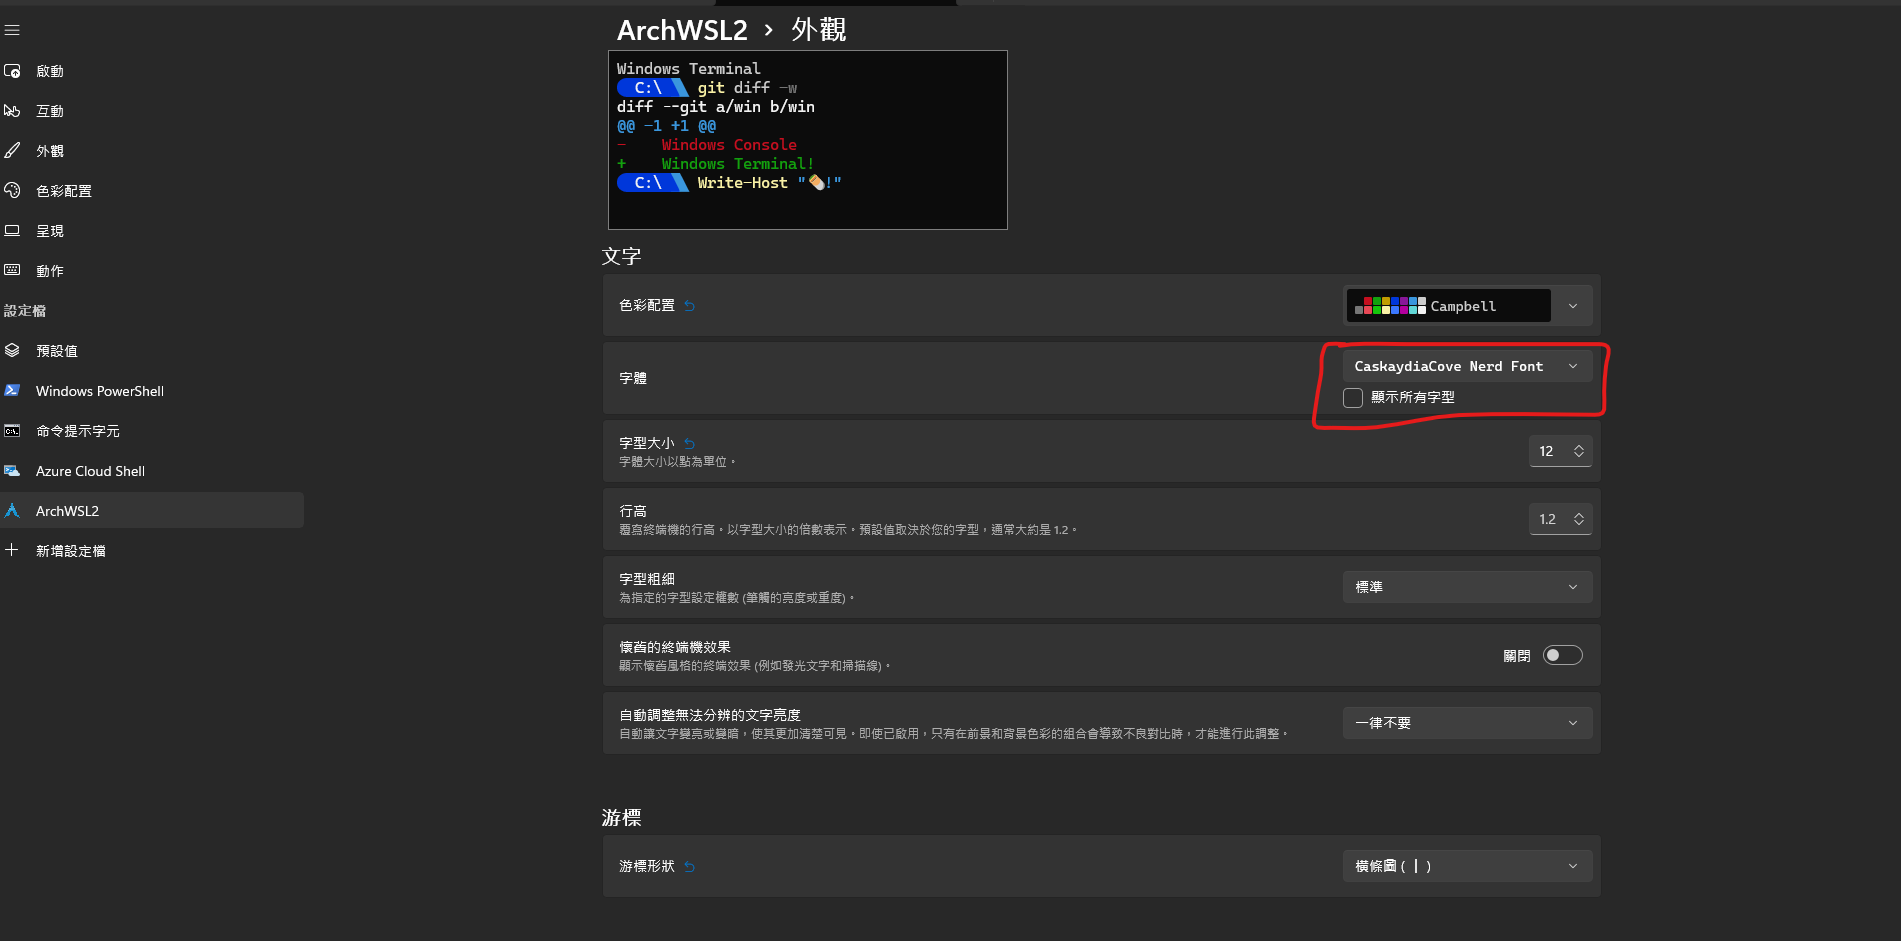 ArchWSL2 › 外觀
啟動
互動
外觀
色彩配置
呈現
動作
設定檔
預設值
Windows PowerShell
命令提示字元
Azure Cloud Shell
ArchWSL2
新增設定檔
Windows Terminal
C:\ git diff -w
diff --git a/win b/win
@@ -1 +1 @@
-    Windows Console
+    Windows Terminal!
C:\ Write-Host "✏️!"
文字
色彩配置
Campbell
字體
CaskaydiaCove Nerd Font
顯示所有字型
字型大小
字體大小以點為單位。
12
行高
覆寫終端機的行高。以字型大小的倍數表示。預設值取決於您的字型，通常大約是 1.2。
1.2
字型粗細
為指定的字型設定權數 (筆觸的亮度或重度)。
標準
懷舊的終端機效果
顯示懷舊風格的終端效果 (例如發光文字和掃描線)。
關閉
自動調整無法分辨的文字亮度
自動讓文字變亮或變暗，使其更加清楚可見。即使已啟用，只有在前景和背景色彩的組合會導致不良對比時，才能進行此調整。
一律不要
游標
游標形狀
橫條圖 ( ┃ )